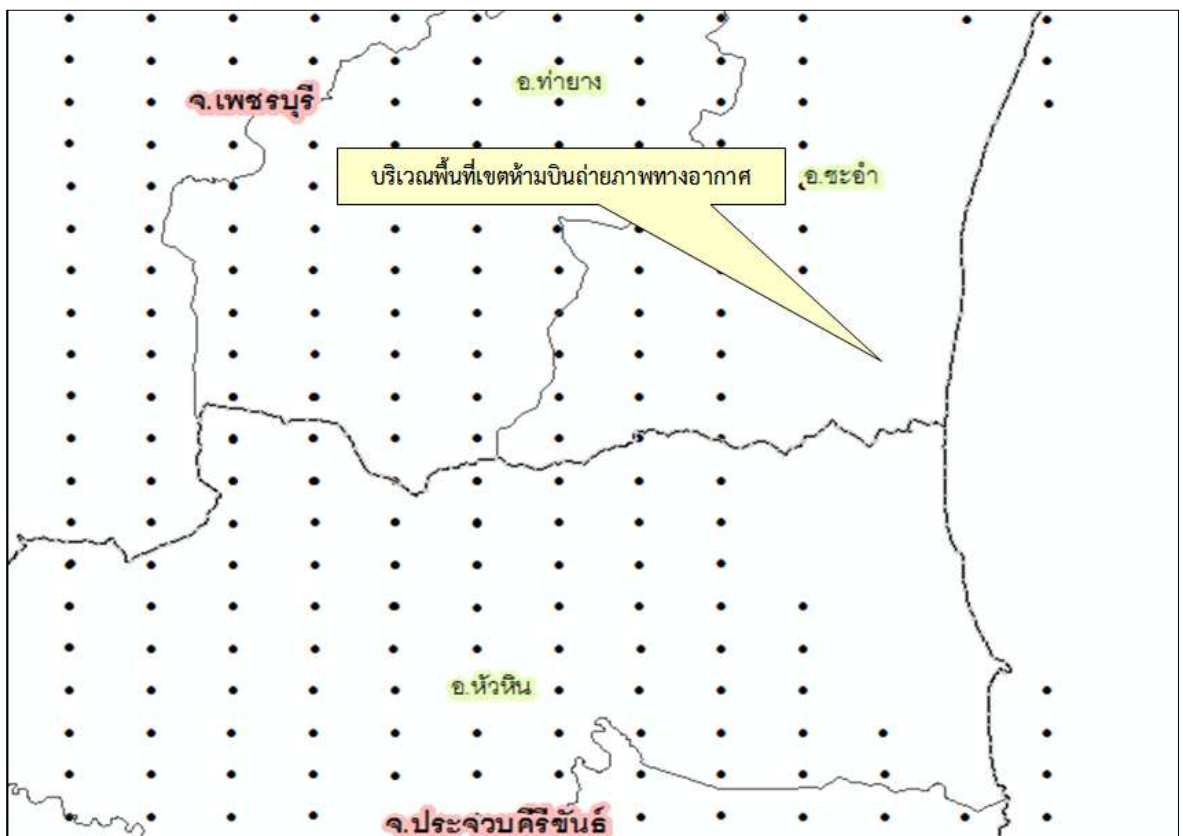 อ.ท่ายาง
จ.เพชรบุรี
บริเวณพื้นที่เขตห้ามบินถ่ายภาพทางอากาศ
อ.ชะอำ
อ.หัวหิน
จ.ประจวบคีรีขันธ์